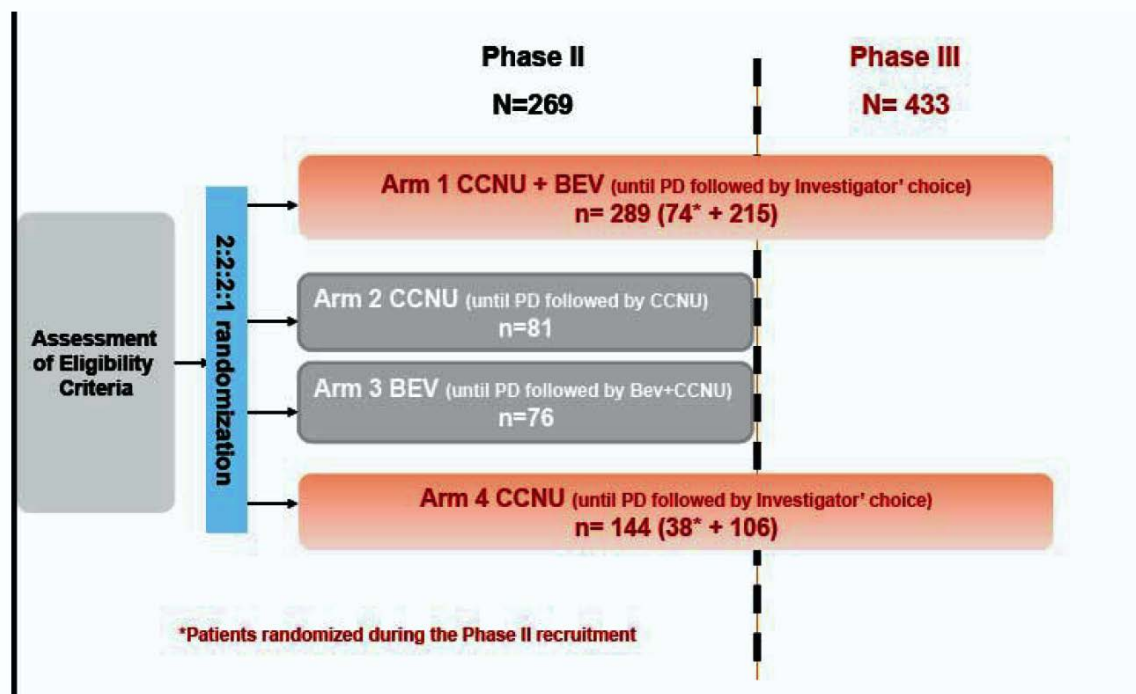 Phase II
N=269
Phase III
N= 433
Assessment
of Eligibility
Criteria
2:2:2:1 randomization
Arm 1 CCNU + BEV (until PD followed by Investigator' choice)
n= 289 (74* + 215)
Arm 2 CCNU (until PD followed by CCNU)
n=81
Arm 3 BEV (until PD followed by Bev+CCNU)
n=76
Arm 4 CCNU (until PD followed by Investigator' choice)
n= 144 (38* + 106)
*Patients randomized during the Phase II recruitment